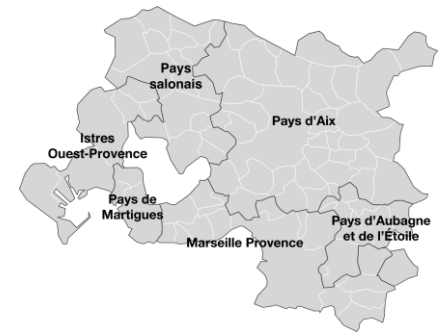 Pays
salonais
Pays d'Aix
Istres
Ouest-Provence
Pays de
Martigues
Marseille Provence
Pays d'Aubagne
et de l'Étoile